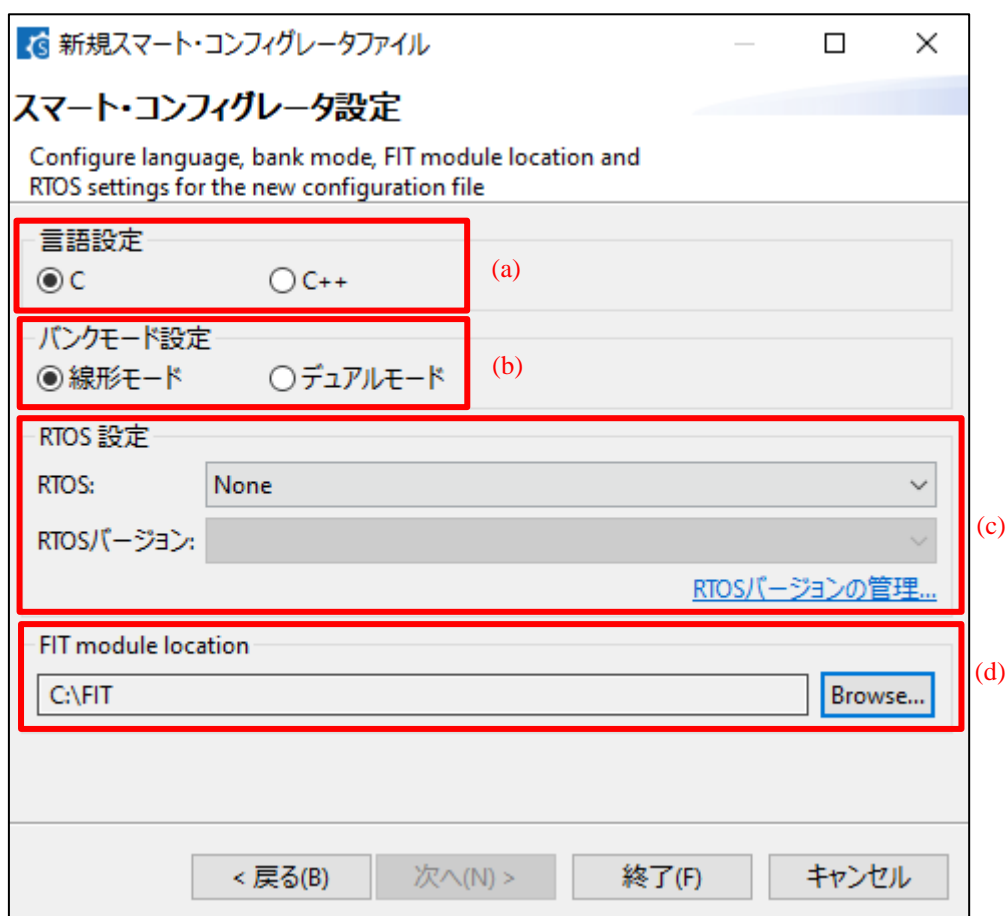 新規スマート・コンフィグレータファイル
スマート・コンフィグレータ設定
Configure language, bank mode, FIT module location and
RTOS settings for the new configuration file
言語設定
C C++ (a)
バンクモード設定
線形モード デュアルモード (b)
RTOS 設定
RTOS: None
RTOSバージョン:
(c)
RTOSバージョンの管理...
FIT module location
(d)
C:\FIT Browse...
< 戻る(B) 次へ(N) > 終了(F) キャンセル